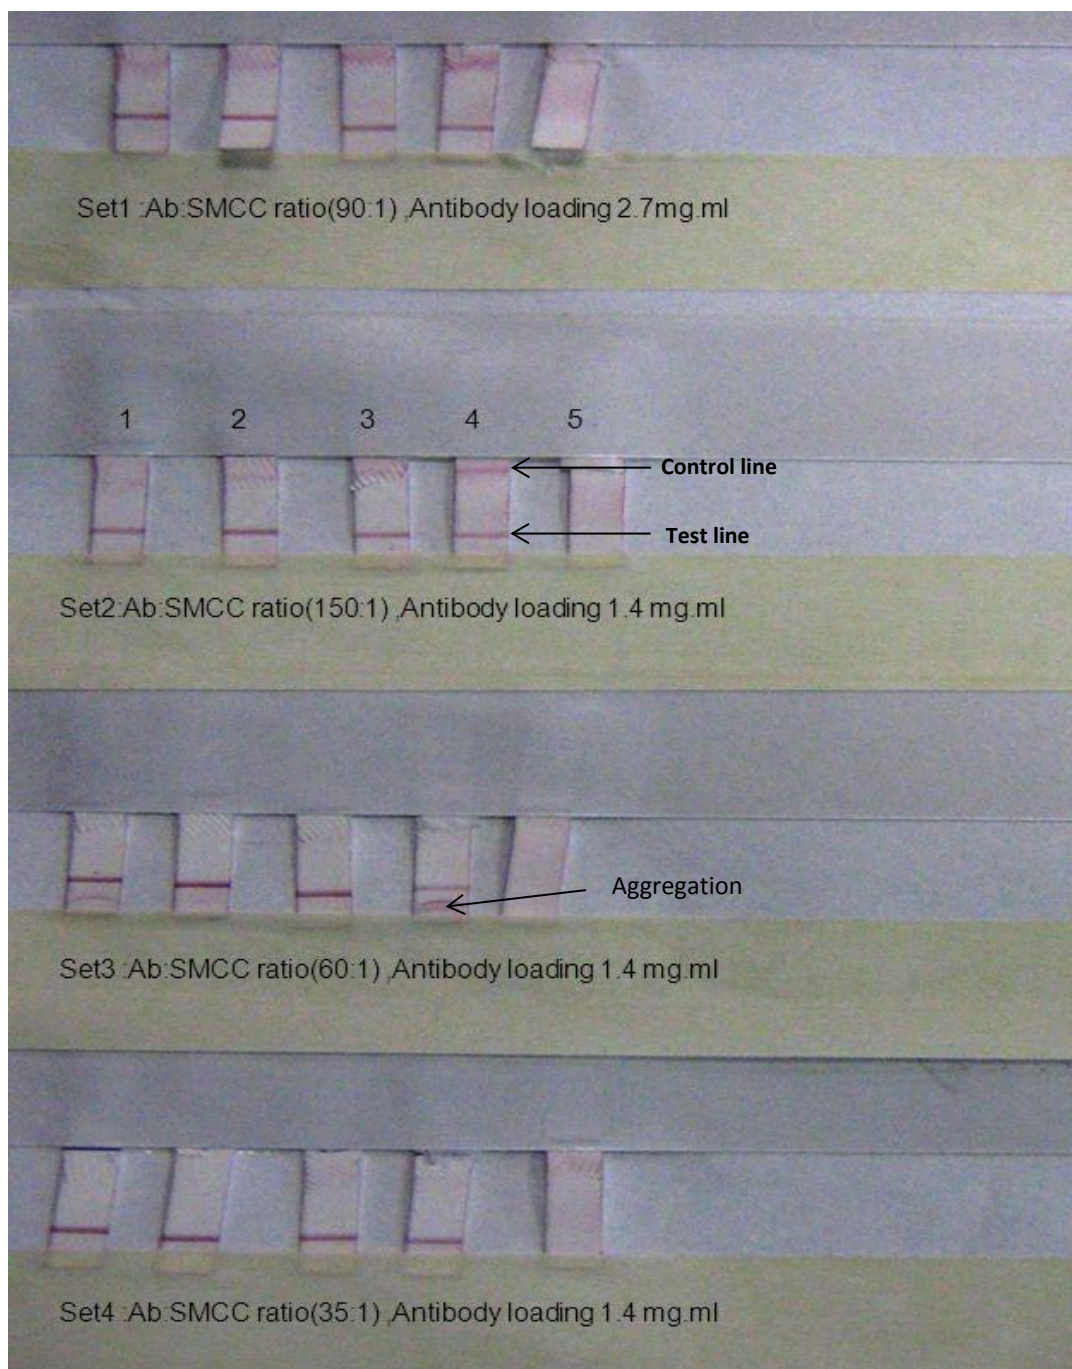 Set1 :Ab:SMCC ratio(90:1) ,Antibody loading 2.7mg.ml
1 2 3 4 5
Control line
Test line
Set2:Ab:SMCC ratio(150:1) ,Antibody loading 1.4 mg.ml
Aggregation
Set3 :Ab:SMCC ratio(60:1) ,Antibody loading 1.4 mg.ml
Set4 :Ab:SMCC ratio(35:1) ,Antibody loading 1.4 mg.ml